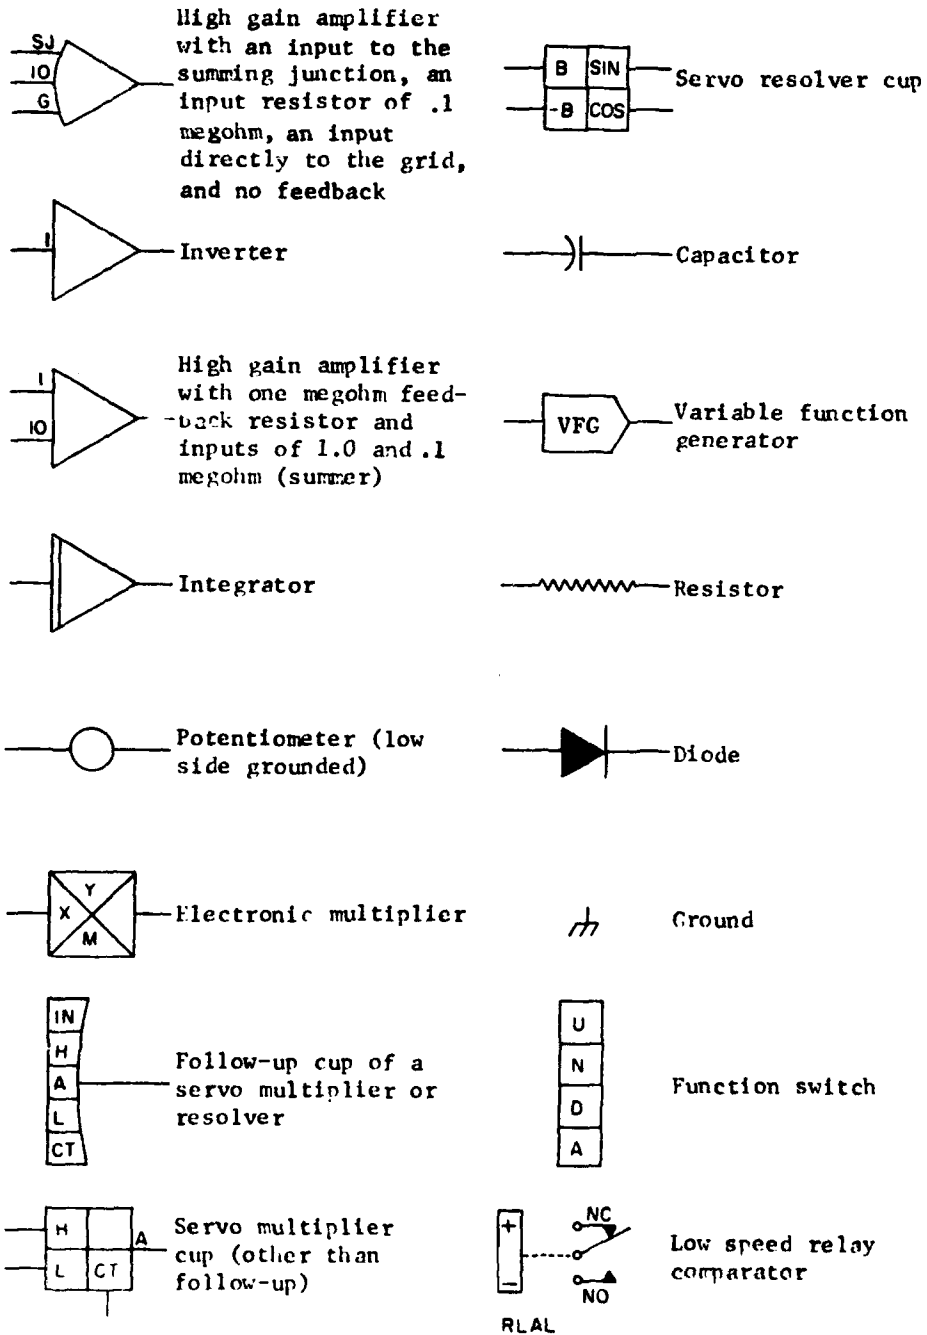 SJ
10
G
High gain amplifier
with an input to the
summing junction, an
input resistor of .1
megohm, an input
directly to the grid,
and no feedback
B SIN
-B COS
Servo resolver cup
1
Inverter
Capacitor
1
10
High gain amplifier
with one megohm feed-
back resistor and
inputs of 1.0 and .1
megohm (summer)
VFG
Variable function
generator
Integrator
Resistor
Potentiometer (low
side grounded)
Diode
Y
X
M
Electronic multiplier
Ground
IN
H
A
L
CT
Follow-up cup of a
servo multiplier or
resolver
U
N
D
A
Function switch
H
A
L CT
Servo multiplier
cup (other than
follow-up)
+
-
NC
NO
RLAL
Low speed relay
comparator